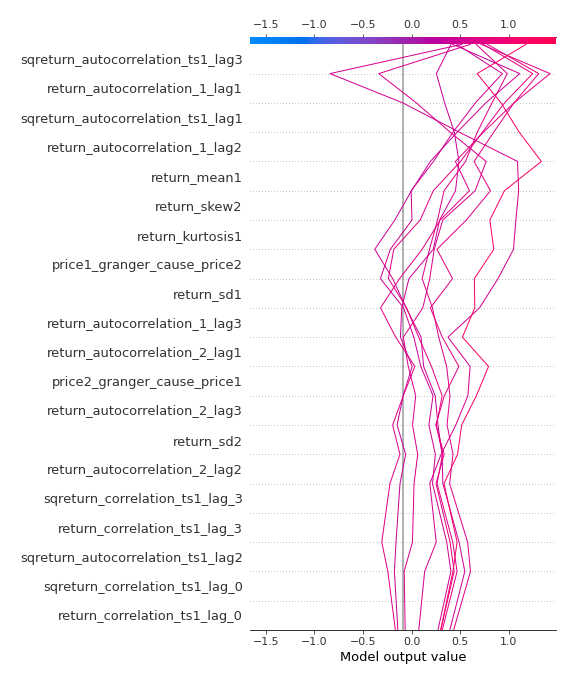 −1.5 −1.0 −0.5 0.0 0.5 1.0
sqreturn_autocorrelation_ts1_lag3
return_autocorrelation_1_lag1
sqreturn_autocorrelation_ts1_lag1
return_autocorrelation_1_lag2
return_mean1
return_skew2
return_kurtosis1
price1_granger_cause_price2
return_sd1
return_autocorrelation_1_lag3
return_autocorrelation_2_lag1
price2_granger_cause_price1
return_autocorrelation_2_lag3
return_sd2
return_autocorrelation_2_lag2
sqreturn_correlation_ts1_lag_3
return_correlation_ts1_lag_3
sqreturn_autocorrelation_ts1_lag2
sqreturn_correlation_ts1_lag_0
return_correlation_ts1_lag_0
−1.5 −1.0 −0.5 0.0 0.5 1.0
Model output value